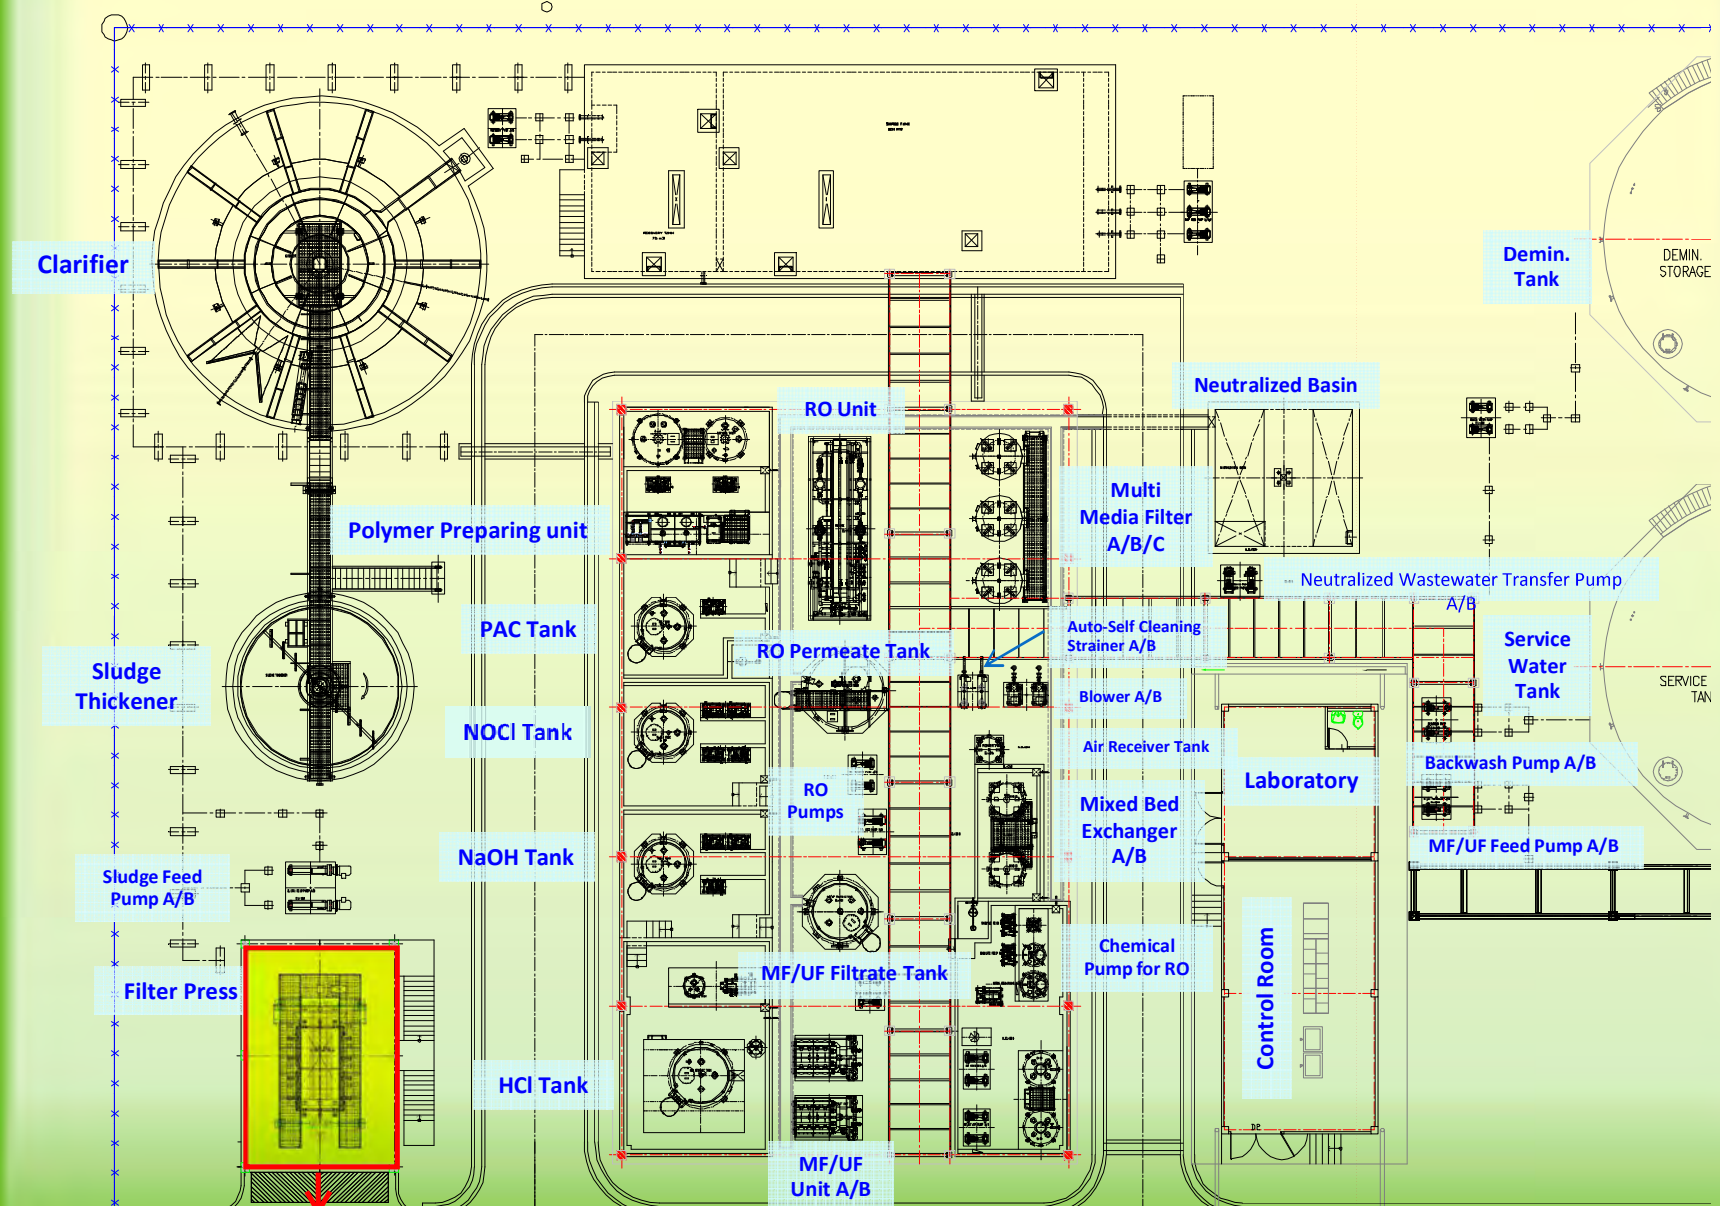 Clarifier
Demin.
Tank
DEMIN.
STORAGE
RO Unit
Neutralized Basin
Multi
Media Filter
A/B/C
Polymer Preparing unit
Neutralized Wastewater Transfer Pump
A/B
PAC Tank
Auto-Self Cleaning
Strainer A/B
RO Permeate Tank
Service
Water
Tank
SERVICE
TAN
Sludge
Thickener
Blower A/B
NOCl Tank
Air Receiver Tank
Laboratory
Backwash Pump A/B
RO
Pumps
Mixed Bed
Exchanger
A/B
NaOH Tank
MF/UF Feed Pump A/B
Sludge Feed
Pump A/B
Chemical
Pump for RO
MF/UF Filtrate Tank
Filter Press
Control Room
HCl Tank
MF/UF
Unit A/B